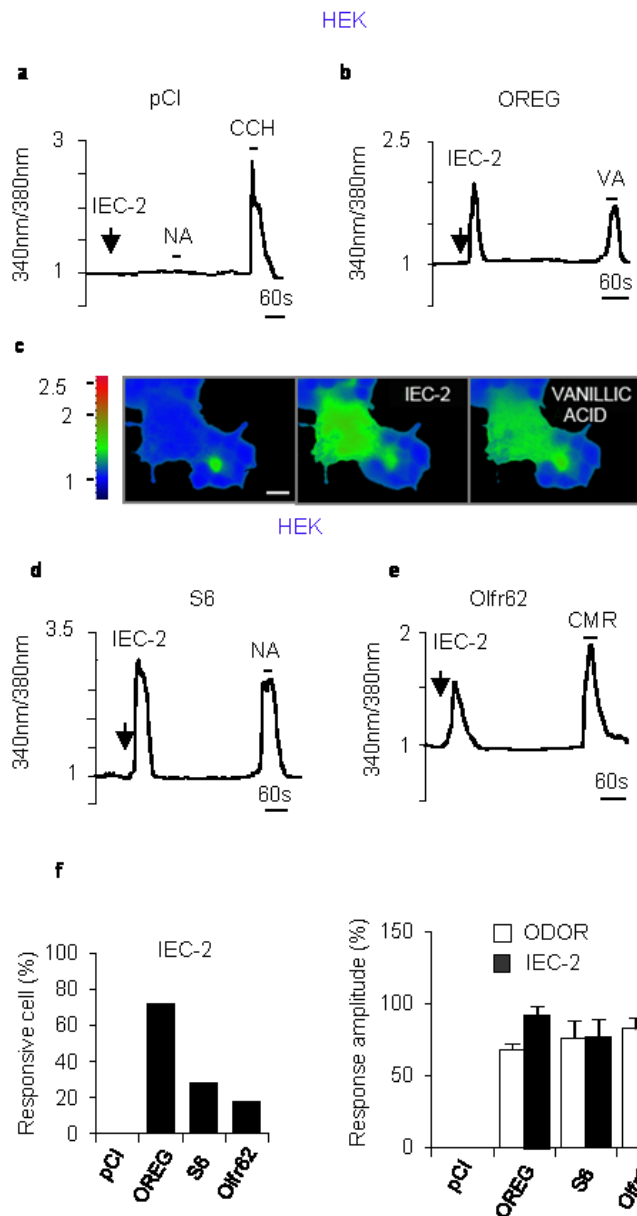 HEK
a
b
pCI
OREG
3
CCH
340nm/380nm
IEC-2
NA
1
60s
2.5
IEC-2
VA
340nm/380nm
1
60s
c
2.5
2
1
IEC-2
VANILLIC
ACID
HEK
d
e
S6
Olfr62
3.5
IEC-2
NA
340nm/380nm
1
60s
2
CMR
IEC-2
340nm/380nm
1
60s
f
Responsive cell (%)
100
80
60
40
20
0
IEC-2
pCI
OREG
S6
Olfr62
Response amplitude (%)
150
100
50
0
ODOR
IEC-2
pCI
OREG
S6